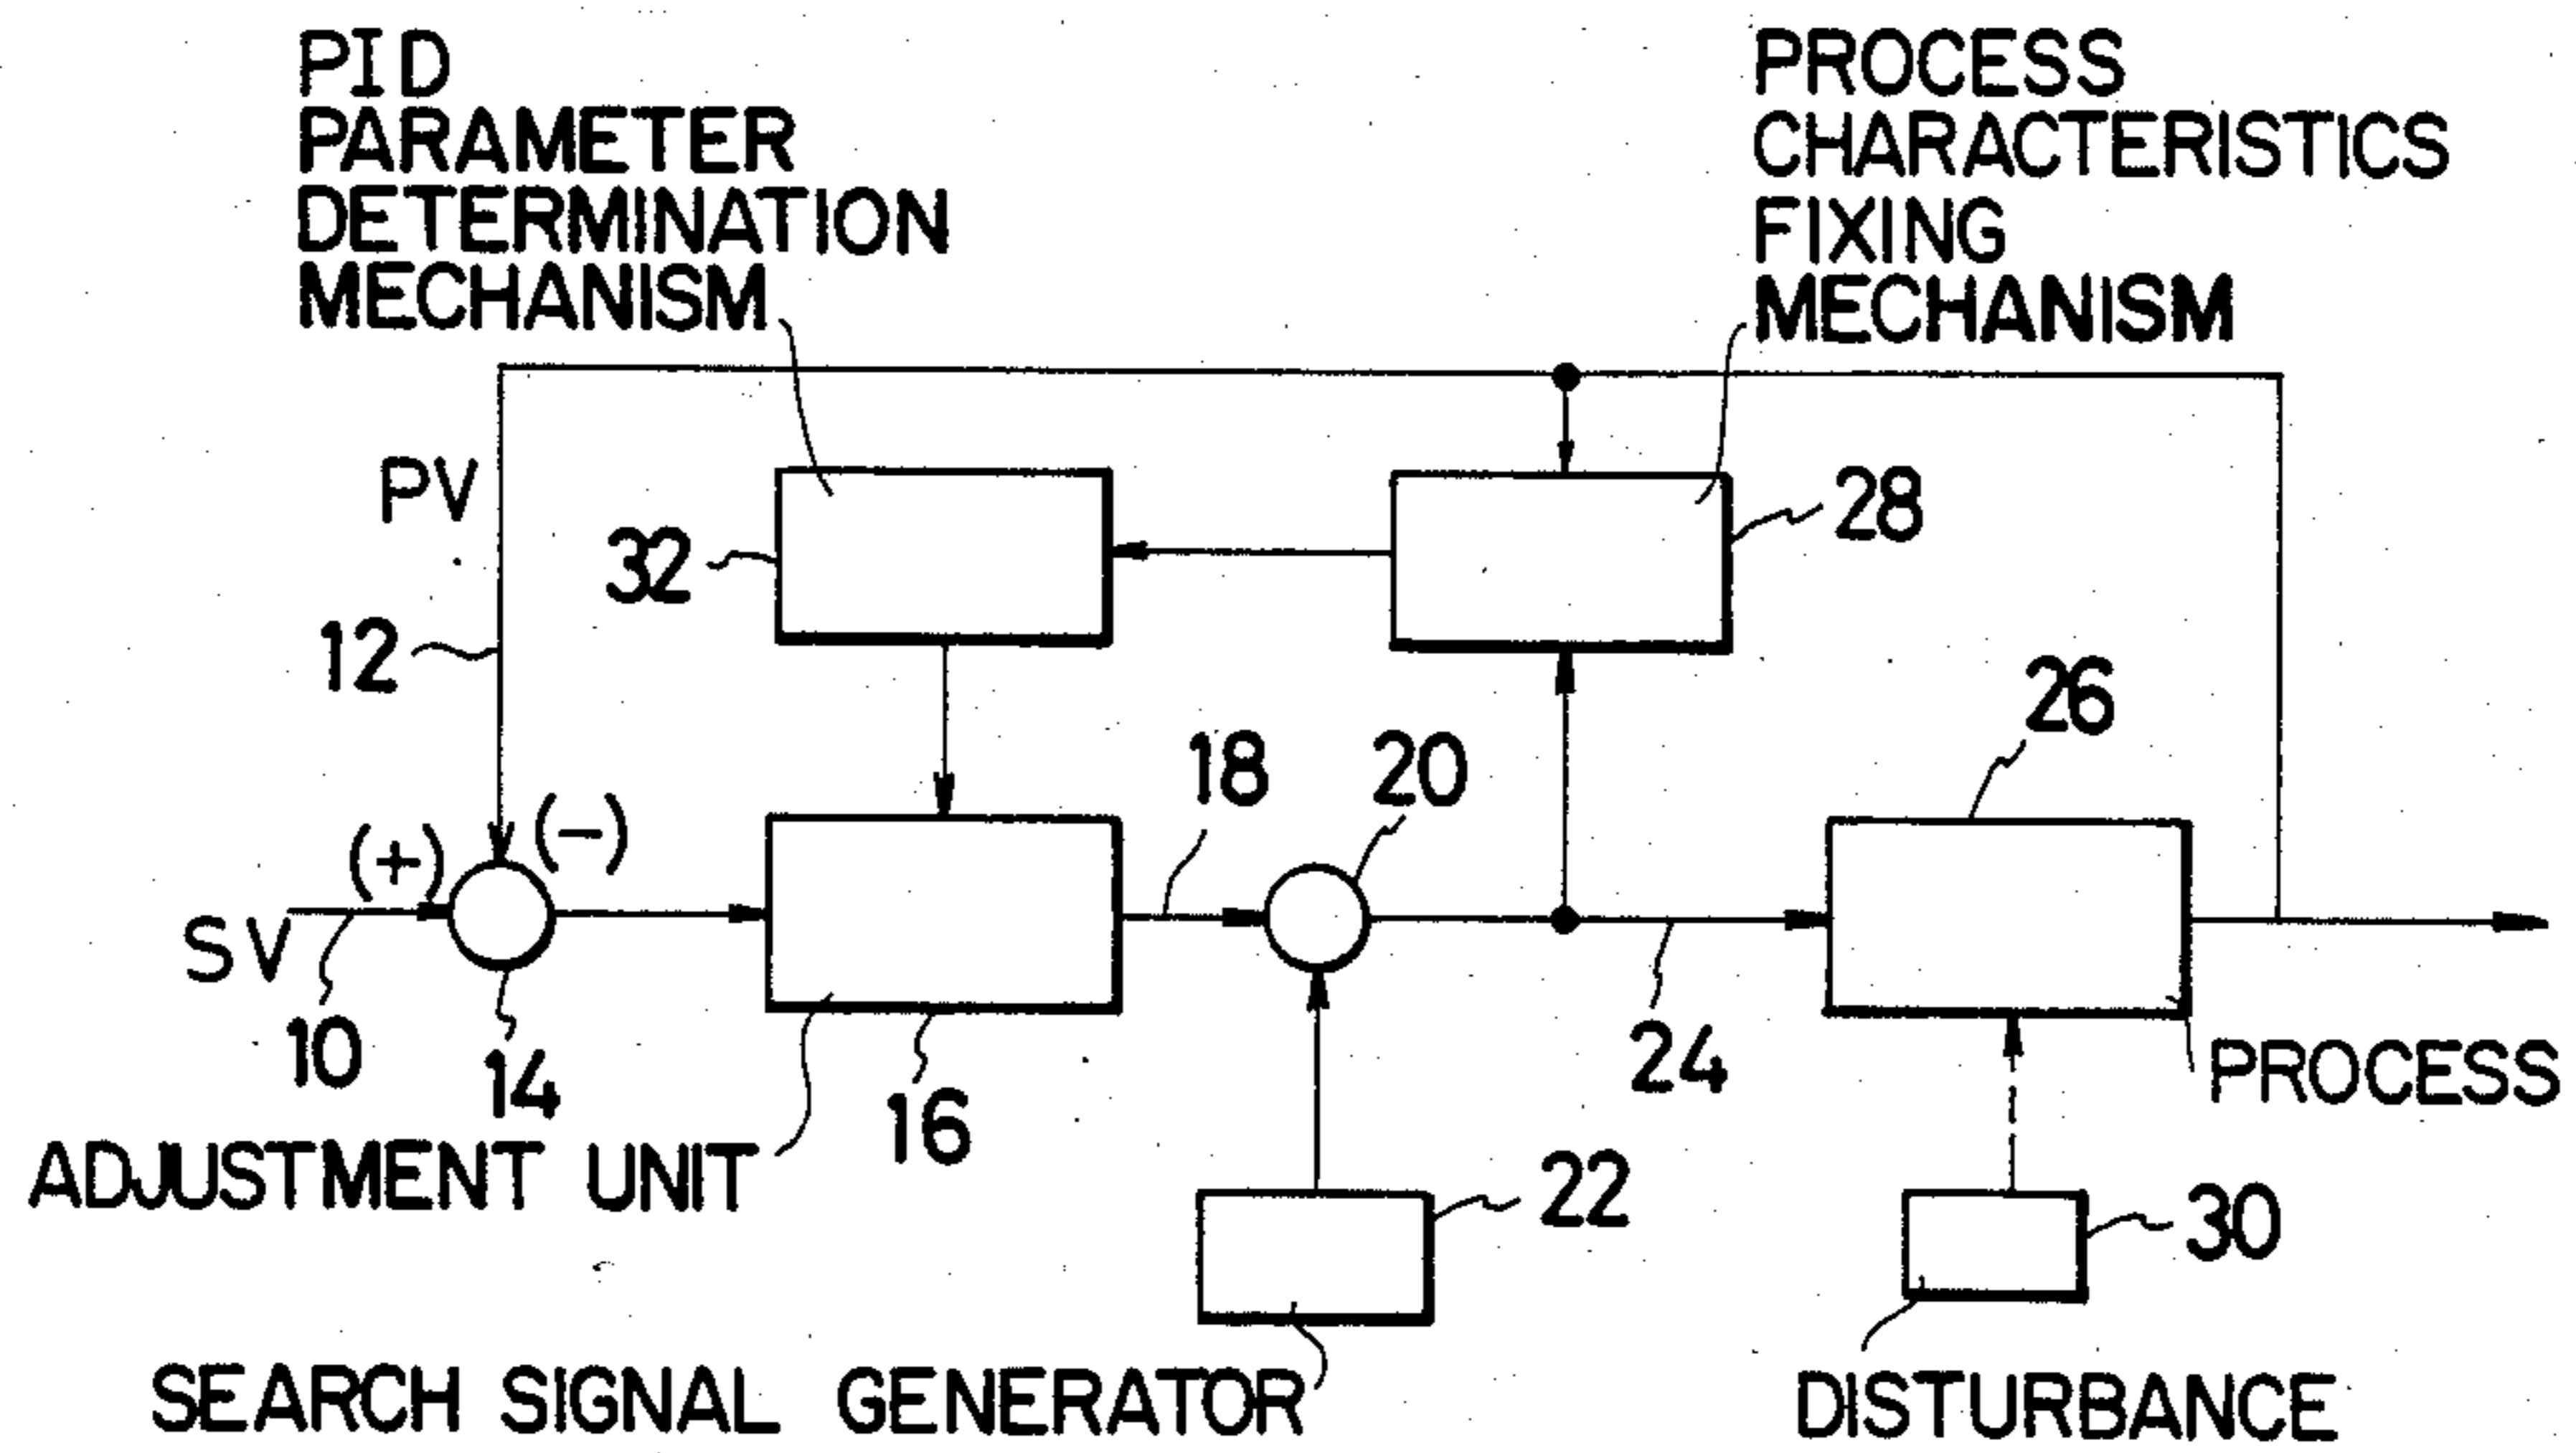 PID
PARAMETER
DETERMINATION
MECHANISM
PROCESS
CHARACTERISTICS
FIXING
MECHANISM
PV
32
28
12
26
18
20
(+)
(-)
SV
10
14
16
24
PROCESS
ADJUSTMENT UNIT
22
30
SEARCH SIGNAL GENERATOR
DISTURBANCE